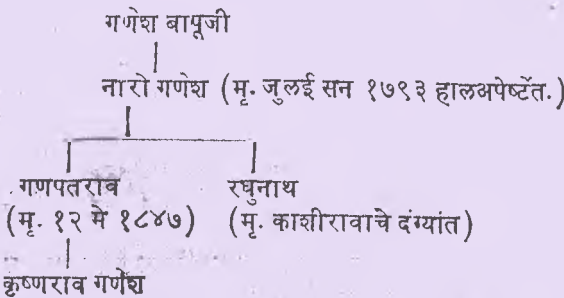 गणेश बापूजी
नारो गणेश (मृ. जुलई सन १७९३ हालअपेष्टेंत.)
गणपतराव रघुनाथ
(मृ. १२ मे १८४७) (मृ. काशीरावाचे दंग्यांत)
कृष्णराव गणेश